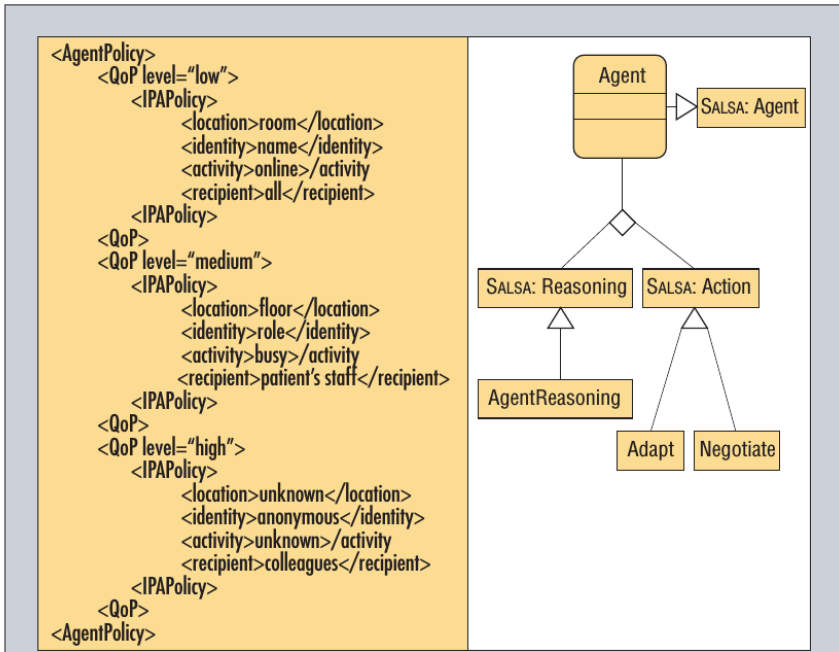 <AgentPolicy>
<QoP level=“low”>
<IPAPolicy>
<location>room</location>
<identity>name</identity>
<activity>online>/activity
<recipient>all</recipient>
<IPAPolicy>
<QoP>
<QoP level=“medium”>
<IPAPolicy>
<location>floor</location>
<identity>role</identity>
<activity>busy>/activity
<recipient>patient’s staff</recipient>
<IPAPolicy>
<QoP>
<QoP level=“high”>
<IPAPolicy>
<location>unknown</location>
<identity>anonymous</identity>
<activity>unknown>/activity
<recipient>colleagues</recipient>
<IPAPolicy>
<QoP>
<AgentPolicy>
Agent
SALSA: Agent
SALSA: Reasoning
SALSA: Action
AgentReasoning
Adapt
Negotiate